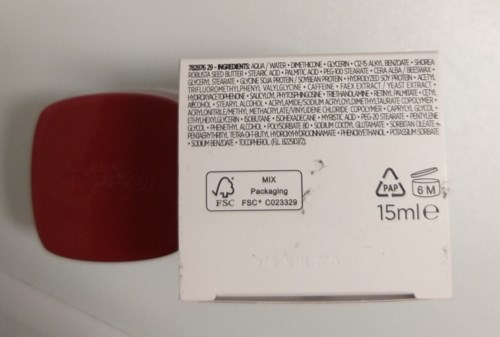 782876 29 - INGREDIENTS: AQUA / WATER • DIMETHICONE • GLYCERIN • C12-15 ALKYL BENZOATE • SHOREA
ROBUSTA SEED BUTTER • STEARIC ACID • PALMITIC ACID • PEG-100 STEARATE • CERA ALBA / BEESWAX •
GLYCERYL STEARATE • GLYCINE SOJA PROTEIN / SOYBEAN PROTEIN • HYDROLYZED SOY PROTEIN • ACETYL
TRIFLUOROMETHYLPHENYL VALYLGLYCINE • CAFFEINE • FAEX EXTRACT / YEAST EXTRACT •
HYDROXYACETOPHENONE • SALICYLOYL PHYTOSPHINGOSINE • TRIETHANOLAMINE • RETINYL PALMITATE • CETYL
ALCOHOL • STEARYL ALCOHOL • ACRYLAMIDE/SODIUM ACRYLOYLDIMETHYLTAURATE COPOLYMER •
ACRYLONITRILE/METHYL METHACRYLATE/VINYLIDENE CHLORIDE COPOLYMER • CAPRYLYL GLYCOL •
ETHYLHEXYLGLYCERIN • ISOBUTANE • ISOHEXADECANE • MYRISTIC ACID • PEG-20 STEARATE • PENTYLENE
GLYCOL • PHENETHYL ALCOHOL • POLYSORBATE 80 • SODIUM COCOYL GLUTAMATE • SORBITAN OLEATE •
PENTAERYTHRITYL TETRA-DI-T-BUTYL HYDROXYHYDROCINNAMATE • PHENOXYETHANOL • POTASSIUM SORBATE
• SODIUM BENZOATE • TOCOPHEROL (F.I.L.
MIX
Packaging
FSC FSC® C023329
PAP
6 M
15ml℮